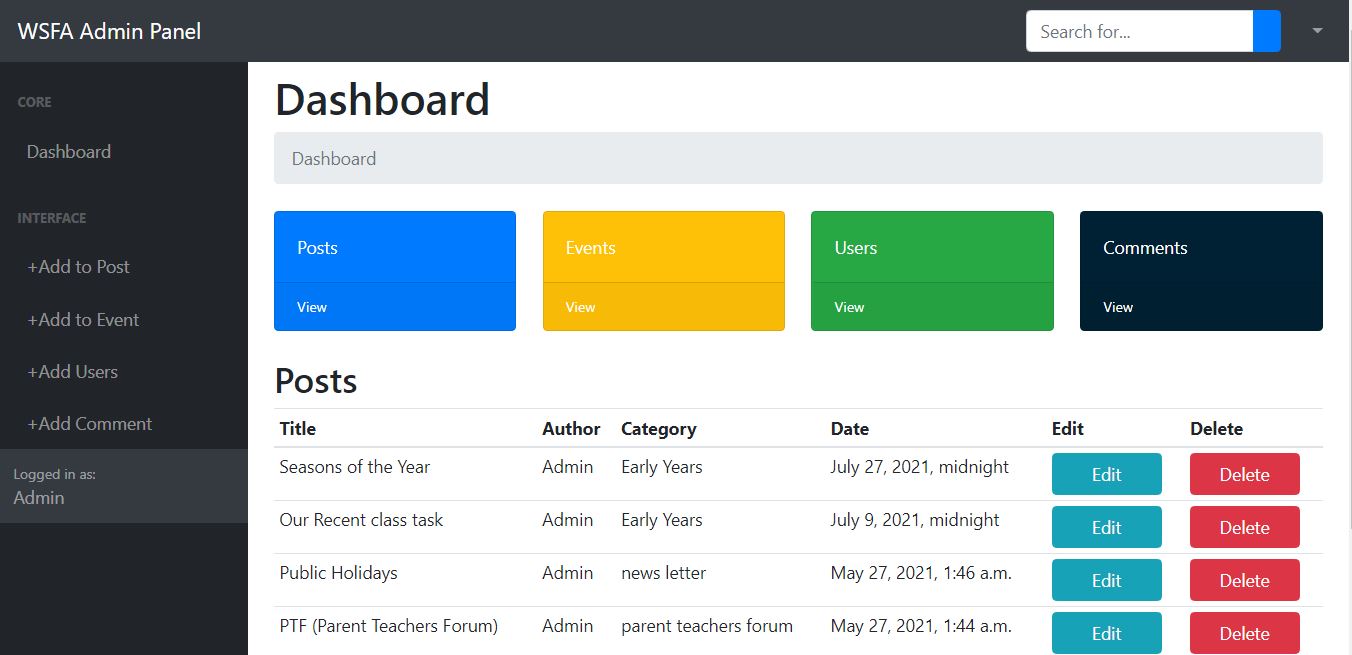 WSFA Admin Panel
Search for...
CORE
Dashboard
INTERFACE
+Add to Post
+Add to Event
+Add Users
+Add Comment
Logged in as:
Admin
Dashboard
Dashboard
Posts Events Users Comments
View View View View
Posts
Title Author Category Date Edit Delete
Seasons of the Year Admin Early Years July 27, 2021, midnight Edit Delete
Our Recent class task Admin Early Years July 9, 2021, midnight Edit Delete
Public Holidays Admin news letter May 27, 2021, 1:46 a.m. Edit Delete
PTF (Parent Teachers Forum) Admin parent teachers forum May 27, 2021, 1:44 a.m. Edit Delete